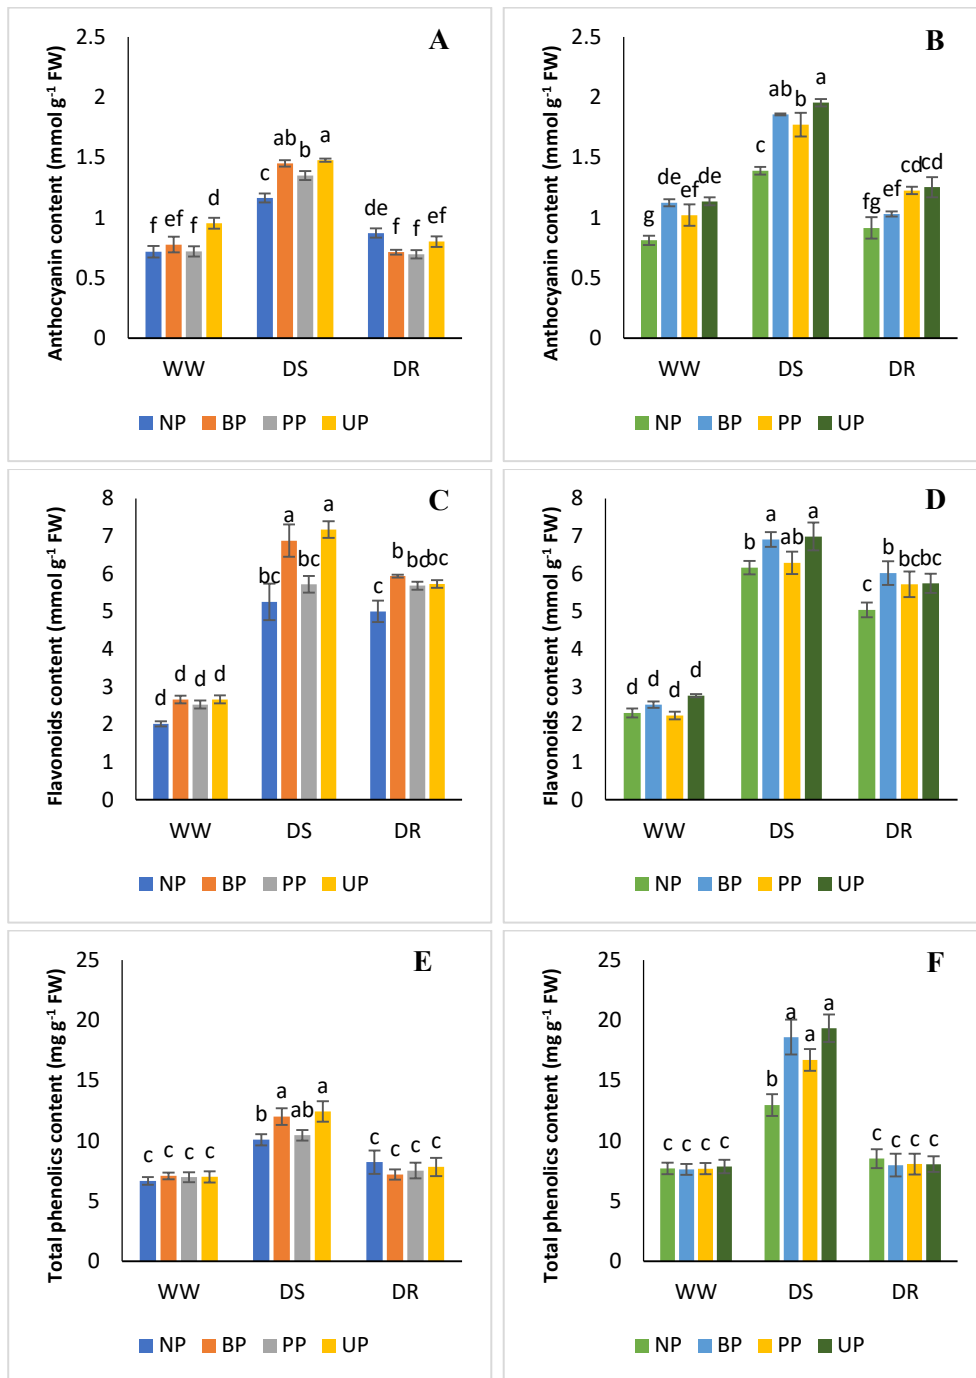 A
Anthocyanin content (mmol g⁻¹ FW)
2.5
2
1.5
1
0.5
0
f ef f d
c ab b a
de f f ef
WW DS DR
NP BP PP UP
B
Anthocyanin content (mmol g⁻¹ FW)
2.5
2
1.5
1
0.5
0
g de ef de
c ab b a
fg ef cd cd
WW DS DR
NP BP PP UP
C
Flavonoids content (mmol g⁻¹ FW)
8
7
6
5
4
3
2
1
0
d d d d
bc a bc a
c b bc bc
WW DS DR
NP BP PP UP
D
Flavonoids content (mmol g⁻¹ FW)
8
7
6
5
4
3
2
1
0
d d d d
b a ab a
c b bc bc
WW DS DR
NP BP PP UP
E
Total phenolics content (mg g⁻¹ FW)
25
20
15
10
5
0
c c c c
b a ab a
c c c c
WW DS DR
NP BP PP UP
F
Total phenolics content (mg g⁻¹ FW)
25
20
15
10
5
0
c c c c
b a a a
c c c c
WW DS DR
NP BP PP UP